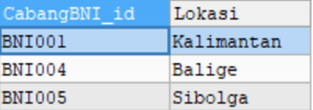 CabangBNI_id Lokasi
BNI001 Kalimantan
BNI004 Balige
BNI005 Sibolga